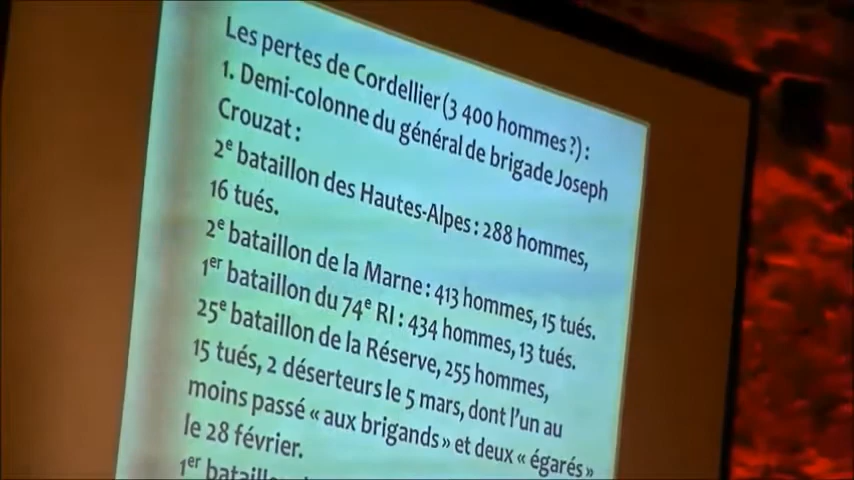 Les pertes de Cordellier (3 400 hommes ?) :
1. Demi-colonne du général de brigade Joseph
Crouzat :
2e bataillon des Hautes-Alpes : 288 hommes,
16 tués.
2e bataillon de la Marne : 413 hommes, 15 tués.
1er bataillon du 74e RI : 434 hommes, 13 tués.
25e bataillon de la Réserve, 255 hommes,
15 tués, 2 déserteurs le 5 mars, dont l’un au
moins passé « aux brigands » et deux « égarés »
le 28 février.
1er